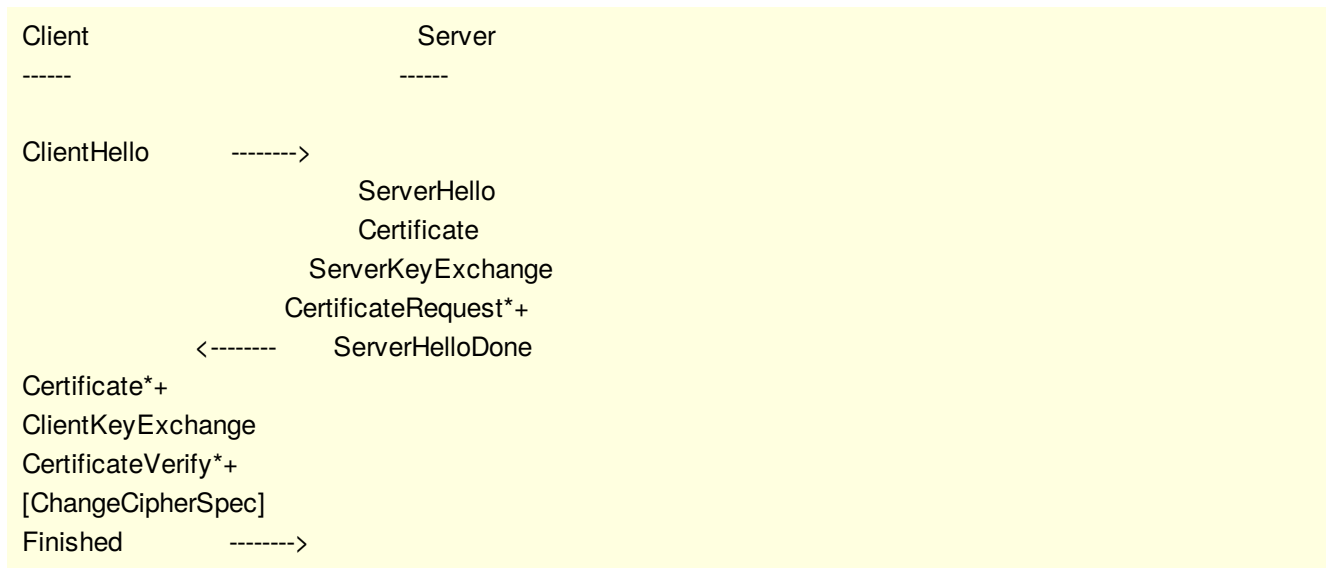 Client Server
------ ------
ClientHello -------->
ServerHello
Certificate
ServerKeyExchange
CertificateRequest*+
<-------- ServerHelloDone
Certificate*+
ClientKeyExchange
CertificateVerify*+
[ChangeCipherSpec]
Finished -------->